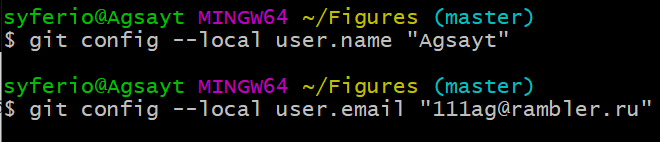 syferio@Agsayt MINGW64 ~/Figures (master)
$ git config --local user.name "Agsayt"
syferio@Agsayt MINGW64 ~/Figures (master)
$ git config --local user.email "111ag@rambler.ru"